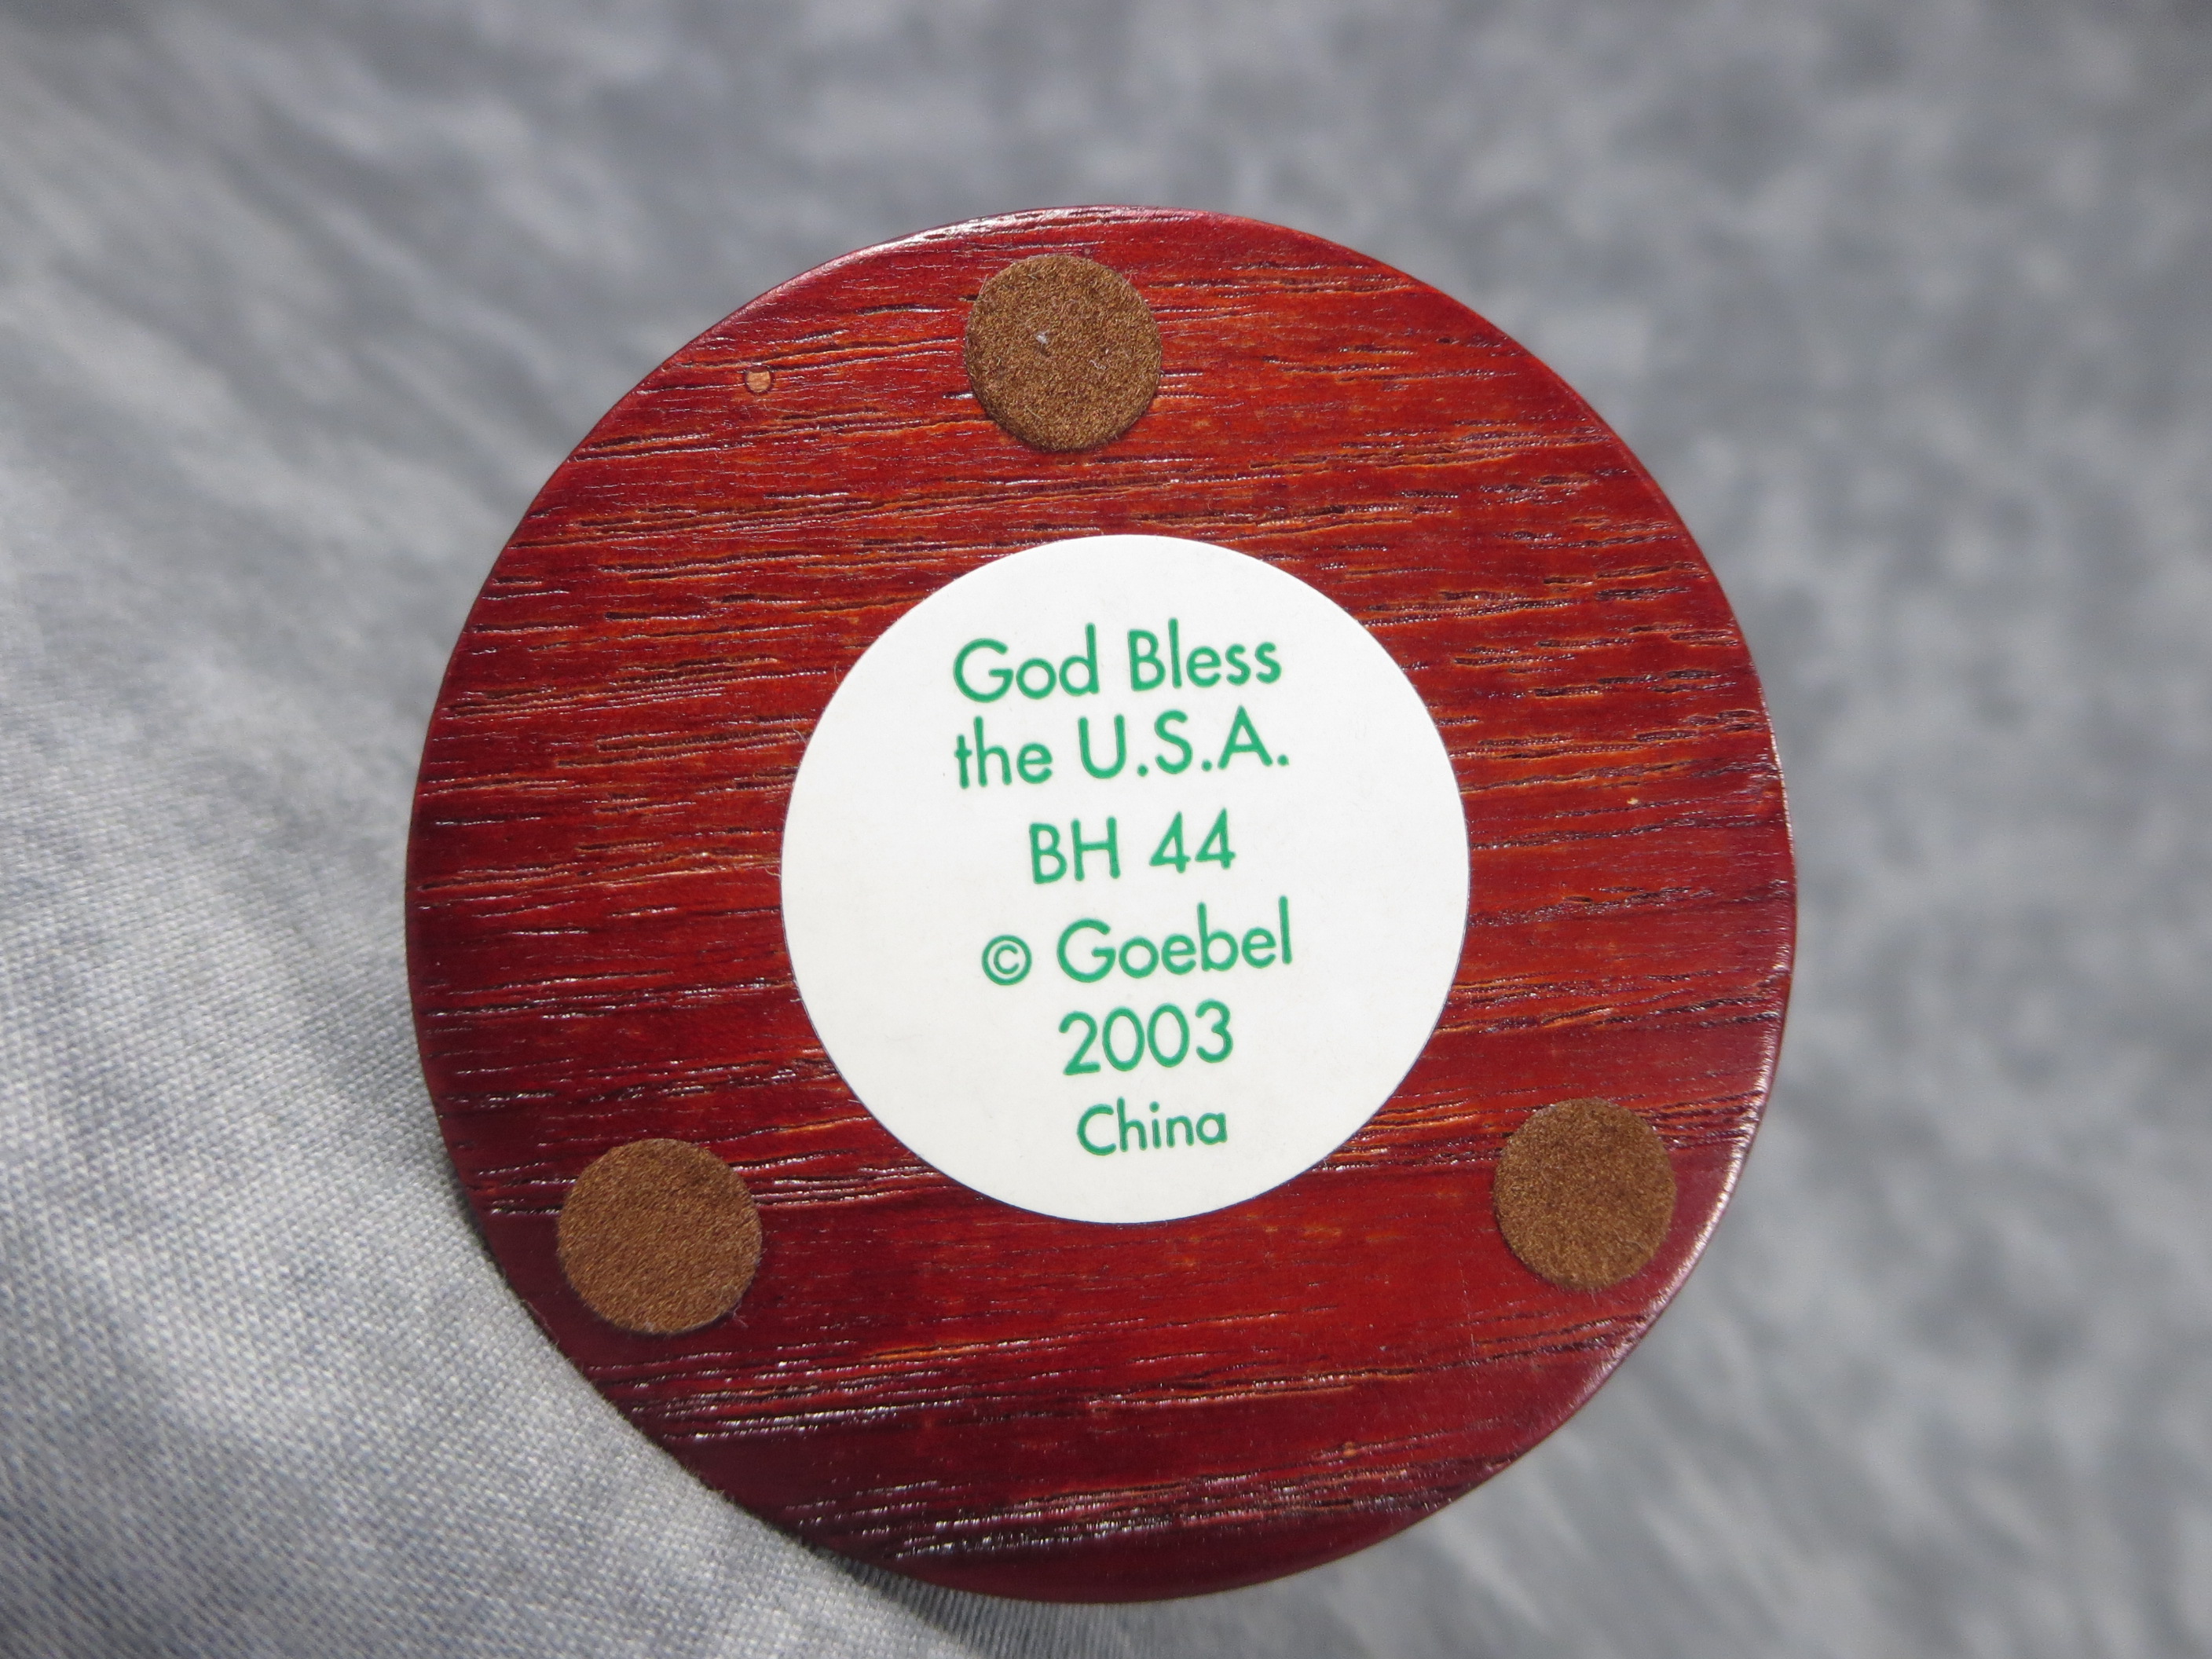 God Bless
the U.S.A.
BH 44
© Goebel
2003
China